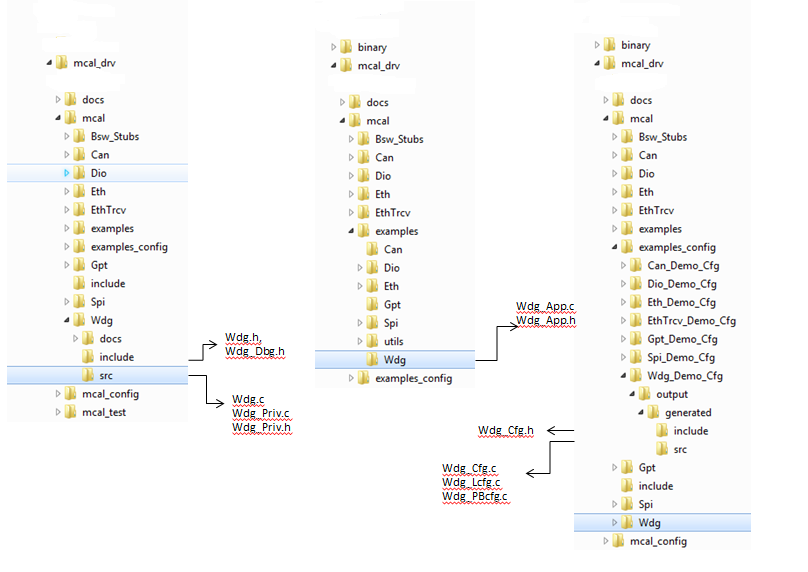 mcal_drv
docs
mcal
Bsw_Stubs
Can
Dio
Eth
EthTrcv
examples
examples_config
Gpt
include
Spi
Wdg
docs
include
src
mcal_config
mcal_test
Wdg.h,
Wdg_Dbg.h
Wdg.c
Wdg_Priv.c
Wdg_Priv.h
binary
mcal_drv
docs
mcal
Bsw_Stubs
Can
Dio
Eth
EthTrcv
examples
Can
Dio
Eth
Gpt
Spi
utils
Wdg
examples_config
Wdg_App.c
Wdg_App.h
binary
mcal_drv
docs
mcal
Bsw_Stubs
Can
Dio
Eth
EthTrcv
examples
examples_config
Can_Demo_Cfg
Dio_Demo_Cfg
Eth_Demo_Cfg
EthTrcv_Demo_Cfg
Gpt_Demo_Cfg
Spi_Demo_Cfg
Wdg_Demo_Cfg
output
generated
include
src
Gpt
include
Spi
Wdg
mcal_config
Wdg_Cfg.h
Wdg_Cfg.c
Wdg_Lcfg.c
Wdg_PBcfg.c